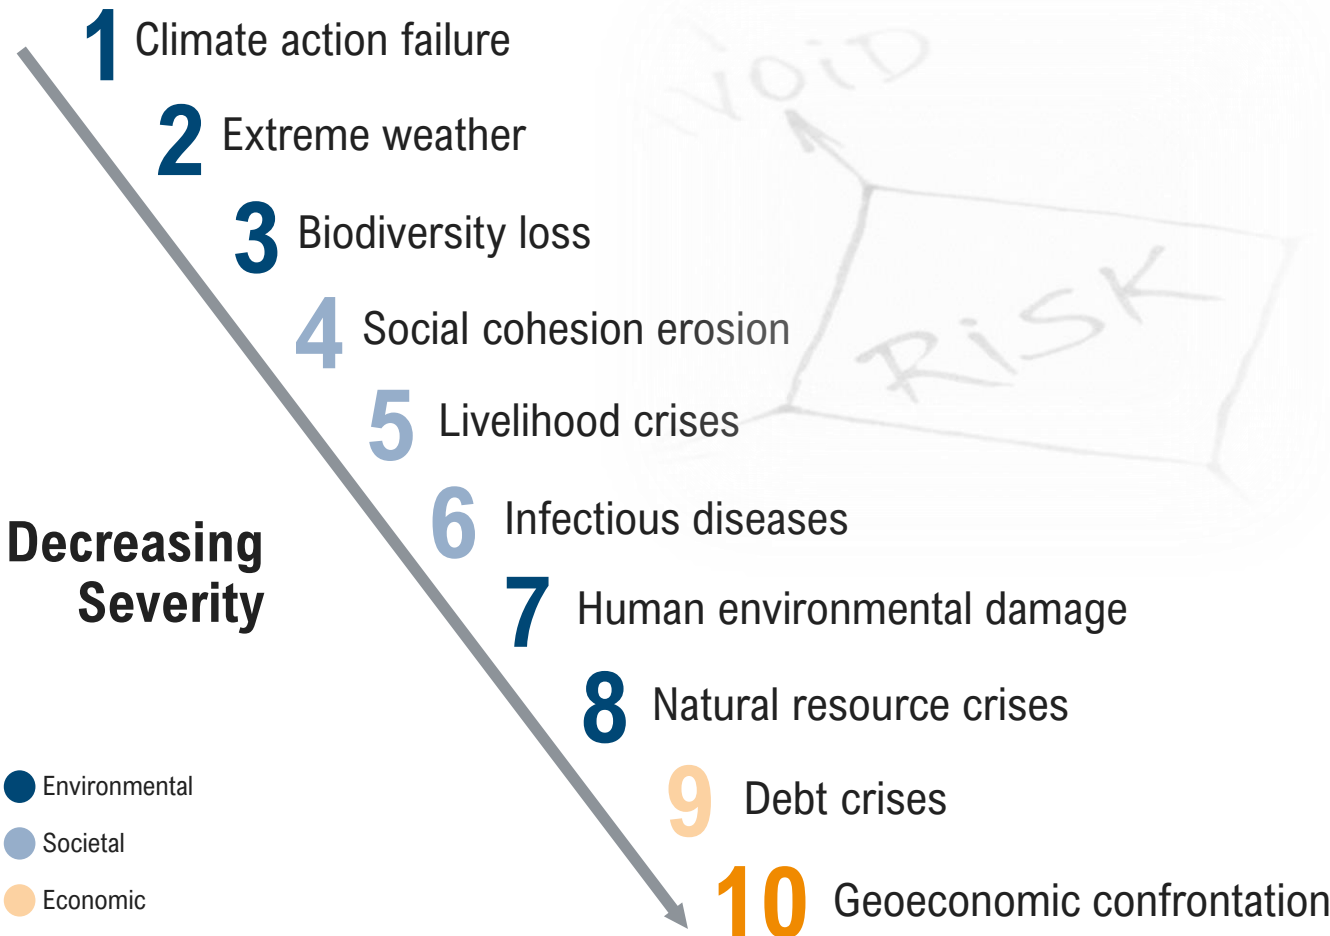 1 Climate action failure
2 Extreme weather
3 Biodiversity loss
4 Social cohesion erosion
5 Livelihood crises
6 Infectious diseases
7 Human environmental damage
8 Natural resource crises
9 Debt crises
10 Geoeconomic confrontation
Decreasing
Severity
Environmental
Societal
Economic
VOiD
RiSK